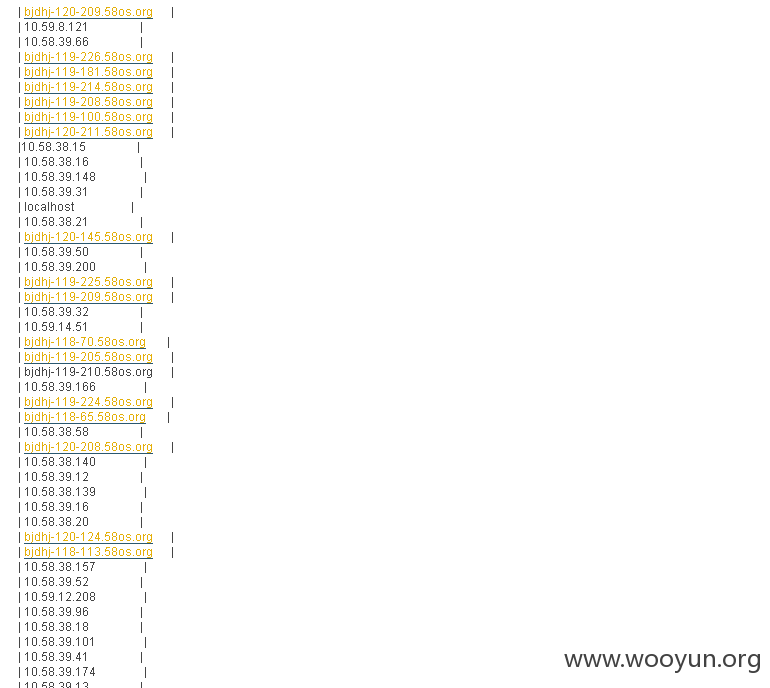 | bjdhj-120-209.58os.org |
| 10.59.8.121 |
| 10.58.39.66 |
| bjdhj-119-226.58os.org |
| bjdhj-119-181.58os.org |
| bjdhj-119-214.58os.org |
| bjdhj-119-208.58os.org |
| bjdhj-119-100.58os.org |
| bjdhj-120-211.58os.org |
|10.58.38.15 |
| 10.58.38.16 |
| 10.58.39.148 |
| 10.58.39.31 |
| localhost |
| 10.58.38.21 |
| bjdhj-120-145.58os.org |
| 10.58.39.50 |
| 10.58.39.200 |
| bjdhj-119-225.58os.org |
| bjdhj-119-209.58os.org |
| 10.58.39.32 |
| 10.59.14.51 |
| bjdhj-118-70.58os.org |
| bjdhj-119-205.58os.org |
| bjdhj-119-210.58os.org |
| 10.58.39.166 |
| bjdhj-119-224.58os.org |
| bjdhj-118-65.58os.org |
| 10.58.38.58 |
| bjdhj-120-208.58os.org |
| 10.58.38.140 |
| 10.58.39.12 |
| 10.58.38.139 |
| 10.58.39.16 |
| 10.58.38.20 |
| bjdhj-120-124.58os.org |
| bjdhj-118-113.58os.org |
| 10.58.38.157 |
| 10.58.39.52 |
| 10.59.12.208 |
| 10.58.39.96 |
| 10.58.38.18 |
| 10.58.39.101 |
| 10.58.39.41 |
| 10.58.39.174 |
| 10.58.39.13 |
www.wooyun.org